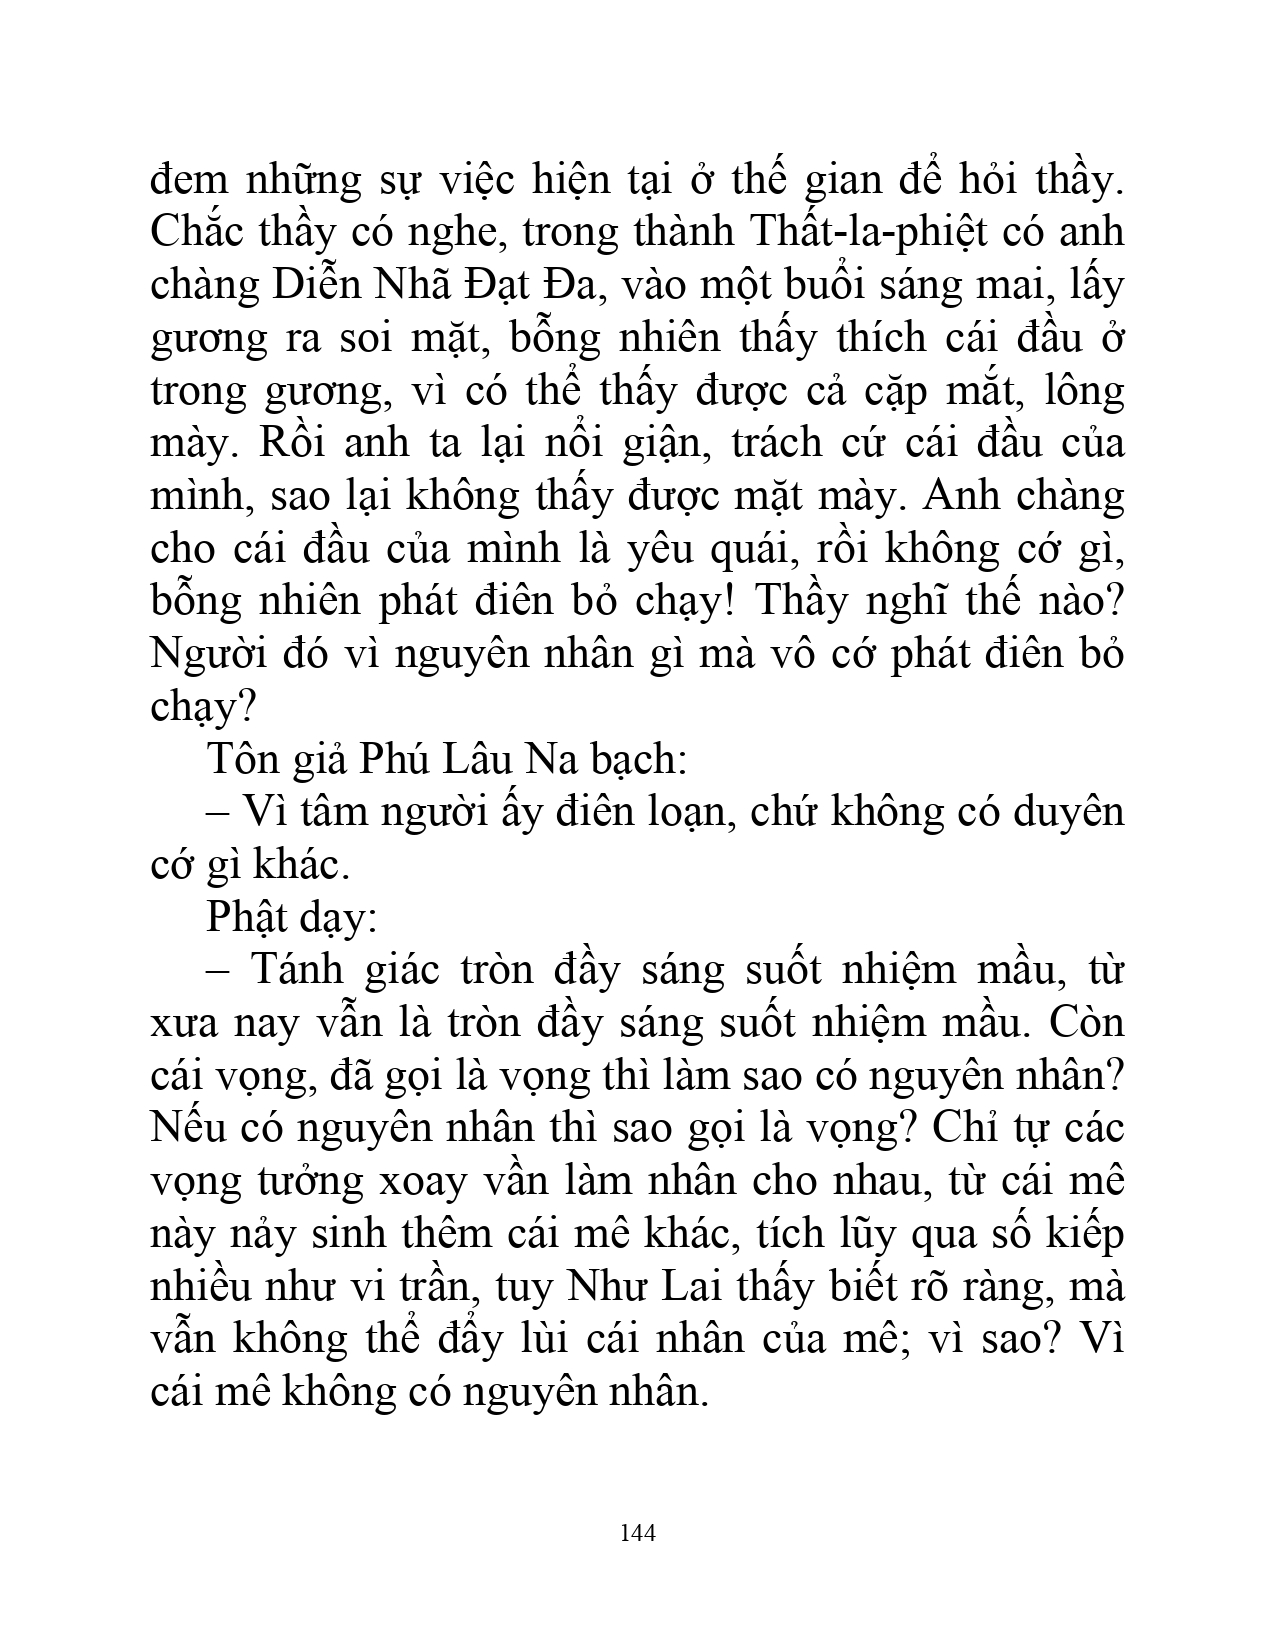 đem những sự việc hiện tại ở thế gian để hỏi thầy.
Chắc thầy có nghe, trong thành Thất-la-phiệt có anh
chàng Diễn Nhã Đạt Đa, vào một buổi sáng mai, lấy
gương ra soi mặt, bỗng nhiên thấy thích cái đầu ở
trong gương, vì có thể thấy được cả cặp mắt, lông
mày. Rồi anh ta lại nổi giận, trách cứ cái đầu của
mình, sao lại không thấy được mặt mày. Anh chàng
cho cái đầu của mình là yêu quái, rồi không cớ gì,
bỗng nhiên phát điên bỏ chạy! Thầy nghĩ thế nào?
Người đó vì nguyên nhân gì mà vô cớ phát điên bỏ
chạy?
Tôn giả Phú Lâu Na bạch:
– Vì tâm người ấy điên loạn, chứ không có duyên
cớ gì khác.
Phật dạy:
– Tánh giác tròn đầy sáng suốt nhiệm mầu, từ
xưa nay vẫn là tròn đầy sáng suốt nhiệm mầu. Còn
cái vọng, đã gọi là vọng thì làm sao có nguyên nhân?
Nếu có nguyên nhân thì sao gọi là vọng? Chỉ tự các
vọng tưởng xoay vần làm nhân cho nhau, từ cái mê
này nảy sinh thêm cái mê khác, tích lũy qua số kiếp
nhiều như vi trần, tuy Như Lai thấy biết rõ ràng, mà
vẫn không thể đẩy lùi cái nhân của mê; vì sao? Vì
cái mê không có nguyên nhân.
144